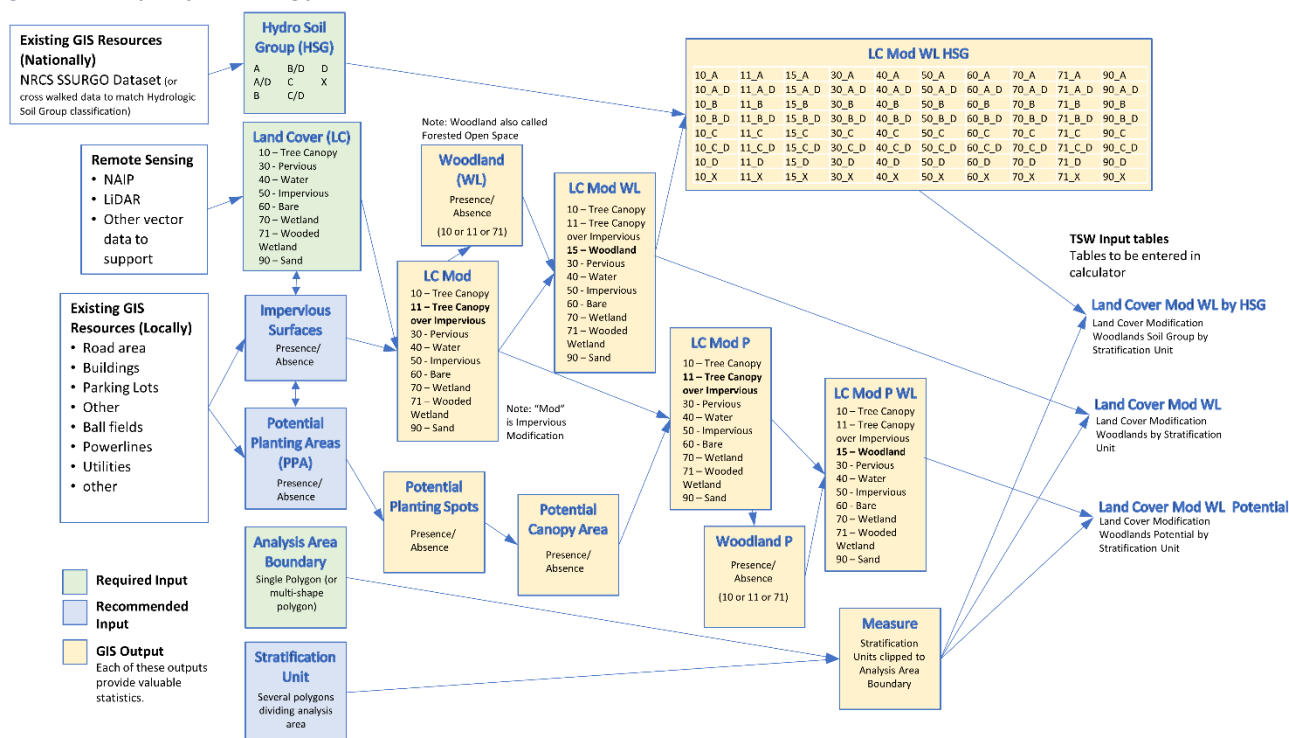 Existing GIS Resources
(Nationally)
NRCS SSURGO Dataset (or
cross walked data to match Hydrologic
Soil Group classification)
Remote Sensing
• NAIP
• LiDAR
• Other vector
data to
support
Existing GIS
Resources (Locally)
• Road area
• Buildings
• Parking Lots
• Other
• Ball fields
• Powerlines
• Utilities
• other
Required Input
Recommended
Input
GIS Output
Each of these outputs
provide valuable
statistics.
Hydro Soil
Group (HSG)
A B/D D
A/D C X
B C/D
Land Cover (LC)
10 – Tree Canopy
30 - Pervious
40 – Water
50 - Impervious
60 - Bare
70 – Wetland
71 – Wooded
Wetland
90 – Sand
Impervious
Surfaces
Presence/
Absence
Potential
Planting Areas
(PPA)
Presence/
Absence
Analysis Area
Boundary
Single Polygon (or
multi-shape
polygon)
Stratification
Unit
Several polygons
dividing analysis
area
Note: Woodland also called
Forested Open Space
Woodland
(WL)
Presence/
Absence
(10 or 11 or 71)
LC Mod
10 – Tree Canopy
11 – Tree Canopy
over Impervious
30 - Pervious
40 – Water
50 - Impervious
60 - Bare
70 – Wetland
71 – Wooded
Wetland
90 – Sand
Note: “Mod”
is Impervious
Modification
Potential
Planting Spots
Presence/
Absence
Potential
Canopy Area
Presence/
Absence
LC Mod WL
10 – Tree Canopy
11 – Tree Canopy
over Impervious
15 – Woodland
30 - Pervious
40 – Water
50 - Impervious
60 - Bare
70 – Wetland
71 – Wooded
Wetland
90 – Sand
LC Mod P
10 – Tree Canopy
11 – Tree Canopy
over Impervious
30 - Pervious
40 – Water
50 - Impervious
60 - Bare
70 – Wetland
71 – Wooded
Wetland
90 – Sand
Woodland P
Presence/
Absence
(10 or 11 or 71)
LC Mod P WL
10 – Tree Canopy
11 – Tree Canopy
over Impervious
15 – Woodland
30 - Pervious
40 – Water
50 - Impervious
60 - Bare
70 – Wetland
71 – Wooded
Wetland
90 – Sand
Measure
Stratification
Units clipped to
Analysis Area
Boundary
LC Mod WL HSG
10_A 11_A 15_A 30_A 40_A 50_A 60_A 70_A 71_A 90_A
10_A_D 11_A_D 15_A_D 30_A_D 40_A_D 50_A_D 60_A_D 70_A_D 71_A_D 90_A_D
10_B 11_B 15_B 30_B 40_B 50_B 60_B 70_B 71_B 90_B
10_B_D 11_B_D 15_B_D 30_B_D 40_B_D 50_B_D 60_B_D 70_B_D 71_B_D 90_B_D
10_C 11_C 15_C 30_C 40_C 50_C 60_C 70_C 71_C 90_C
10_C_D 11_C_D 15_C_D 30_C_D 40_C_D 50_C_D 60_C_D 70_C_D 71_C_D 90_C_D
10_D 11_D 15_D 30_D 40_D 50_D 60_D 70_D 71_D 90_D
10_X 11_X 15_X 30_X 40_X 50_X 60_X 70_X 71_X 90_X
TSW Input tables
Tables to be entered in
calculator
Land Cover Mod WL by HSG
Land Cover Modification
Woodlands Soil Group by
Stratification Unit
Land Cover Mod WL
Land Cover Modification
Woodlands by Stratification
Unit
Land Cover Mod WL Potential
Land Cover Modification
Woodlands Potential by
Stratification Unit